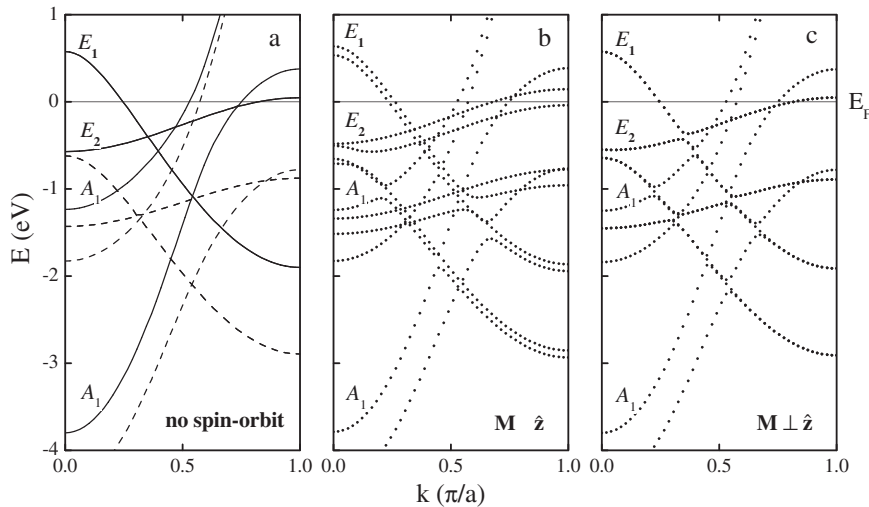 a
b
c
E₁
E₂
A₁
A₁
no spin-orbit
E₁
E₂
A₁
A₁
M ẑ
E₁
E₂
A₁
A₁
M ⊥ ẑ
E_F
E (eV)
1
0
-1
-2
-3
-4
0.0 0.5 1.0
0.0 0.5 1.0
0.0 0.5 1.0
k (π/a)